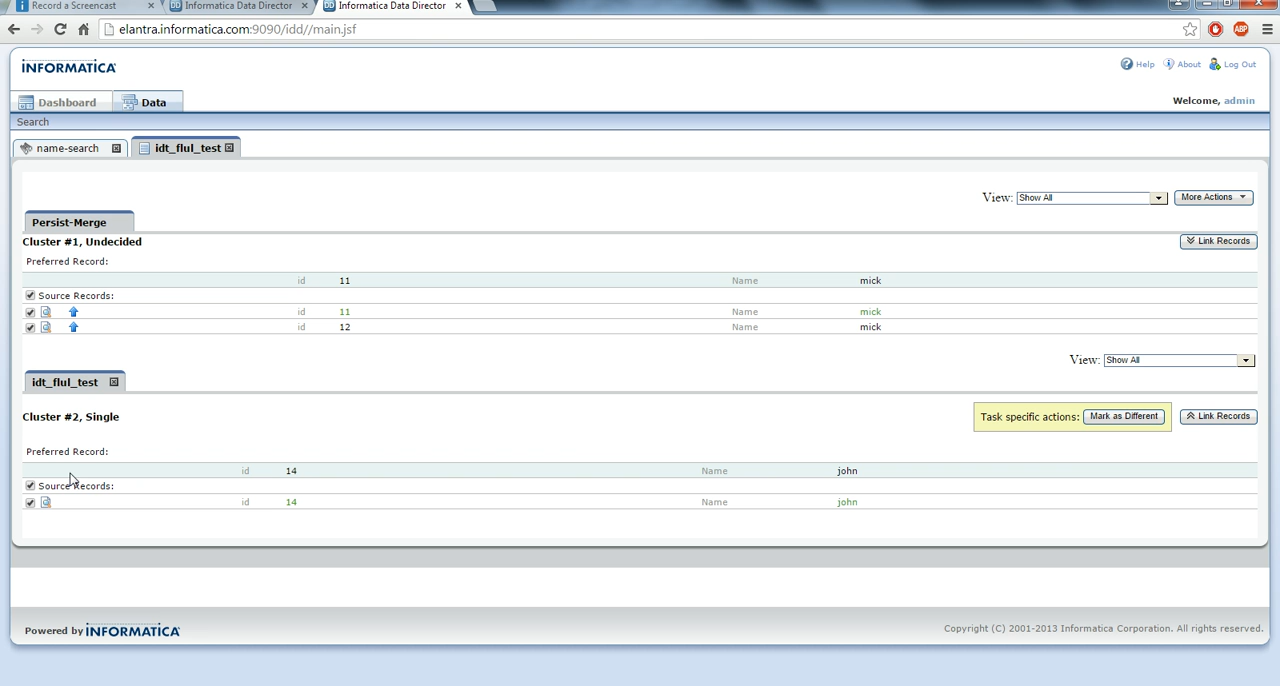 Record a Screencast
Informatica Data Director
Informatica Data Director
elantra.informatica.com:9090/idd//main.jsf
ABP
INFORMATICA
Help About Log Out
Dashboard Data
Welcome, admin
Search
name-search idt_flul_test
View: Show All More Actions
Persist-Merge
Cluster #1, Undecided Link Records
Preferred Record:
id 11 Name mick
Source Records:
id 11 Name mick
id 12 Name mick
View: Show All
idt_flul_test
Cluster #2, Single Task specific actions: Mark as Different Link Records
Preferred Record:
id 14 Name john
Source Records:
id 14 Name john
Powered by INFORMATICA Copyright (C) 2001-2013 Informatica Corporation. All rights reserved.